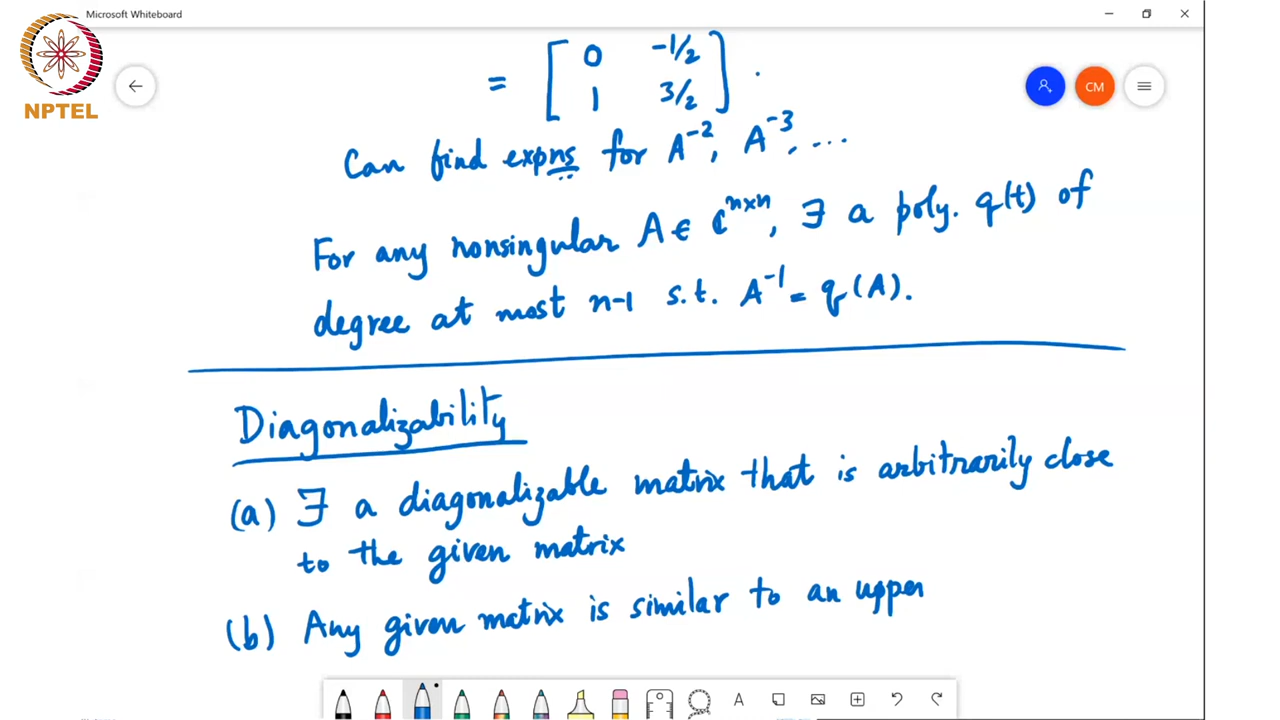 Microsoft Whiteboard
NPTEL
CM
= [ 0 -1/2
1 3/2 ] .
Can find expns for A⁻², A⁻³, ...
For any nonsingular A ∈ ℂⁿˣⁿ, ∃ a poly. q(t) of
degree at most n-1 s.t. A⁻¹ = q(A).
Diagonalizability
(a) ∃ a diagonalizable matrix that is arbitrarily close
to the given matrix
(b) Any given matrix is similar to an upper
A